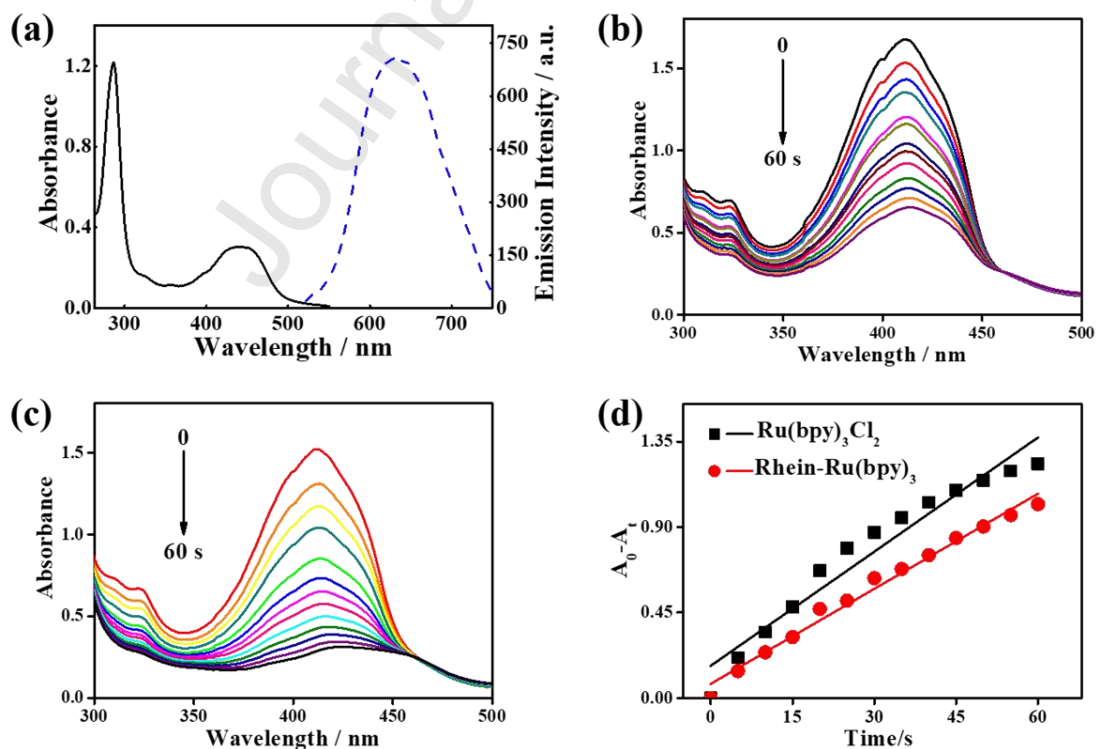 (a)
Journa
1.2
0.8
0.4
0.0
Absorbance
750
600
450
300
150
0
Emission Intensity / a.u.
300 400 500 600 700
Wavelength / nm
(b)
0
60 s
1.5
1.0
0.5
0.0
Absorbance
300 350 400 450 500
Wavelength / nm
(c)
0
60 s
1.5
1.0
0.5
0.0
Absorbance
300 350 400 450 500
Wavelength / nm
(d)
Ru(bpy)₃Cl₂
Rhein-Ru(bpy)₃
1.35
0.90
0.45
0.00
A₀-Aₜ
0 15 30 45 60
Time/s